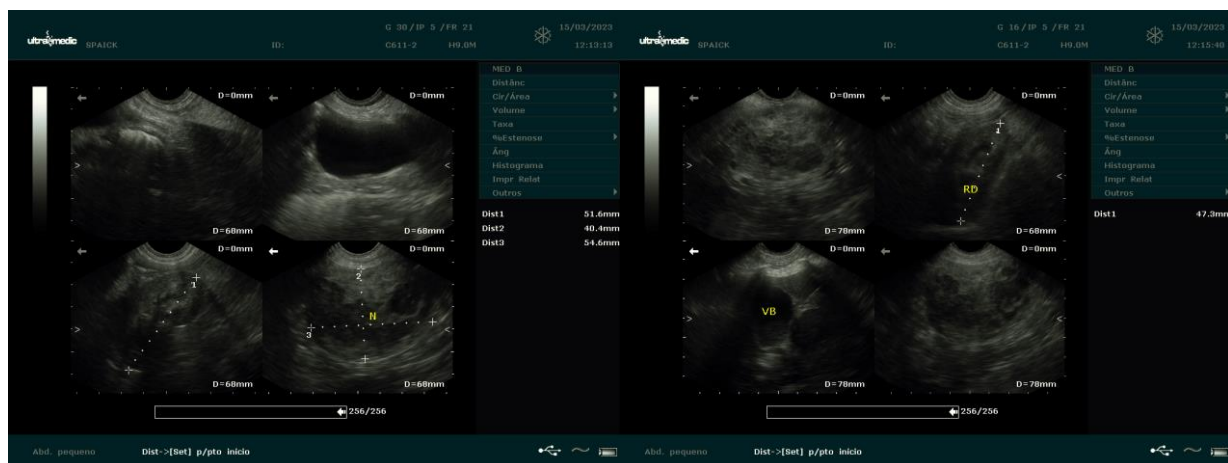 ultramedic SPAICK
ID:
G 30/IP 5 /FR 21
C611-2 H9.0M
15/03/2023
12:13:13
MED B
Distânc
Cir/Área
Volume
Taxa
%Estenose
Âng
Histograma
Impr Relat
Outros
Dist1 51.6mm
Dist2 40.4mm
Dist3 54.6mm
D=0mm
D=0mm
D=68mm
D=68mm
D=0mm
D=0mm
1
2
N
3
D=68mm
D=68mm
256/256
Abd. pequeno Dist->[Set] p/pto início
ultramedic SPAICK
ID:
G 16/IP 5 /FR 21
C611-2 H9.0M
15/03/2023
12:15:40
MED B
Distânc
Cir/Área
Volume
Taxa
%Estenose
Âng
Histograma
Impr Relat
Outros
Dist1 47.3mm
D=0mm
D=0mm
1
RD
D=78mm
D=68mm
D=0mm
D=0mm
VB
D=78mm
D=78mm
256/256
Abd. pequeno Dist->[Set] p/pto início